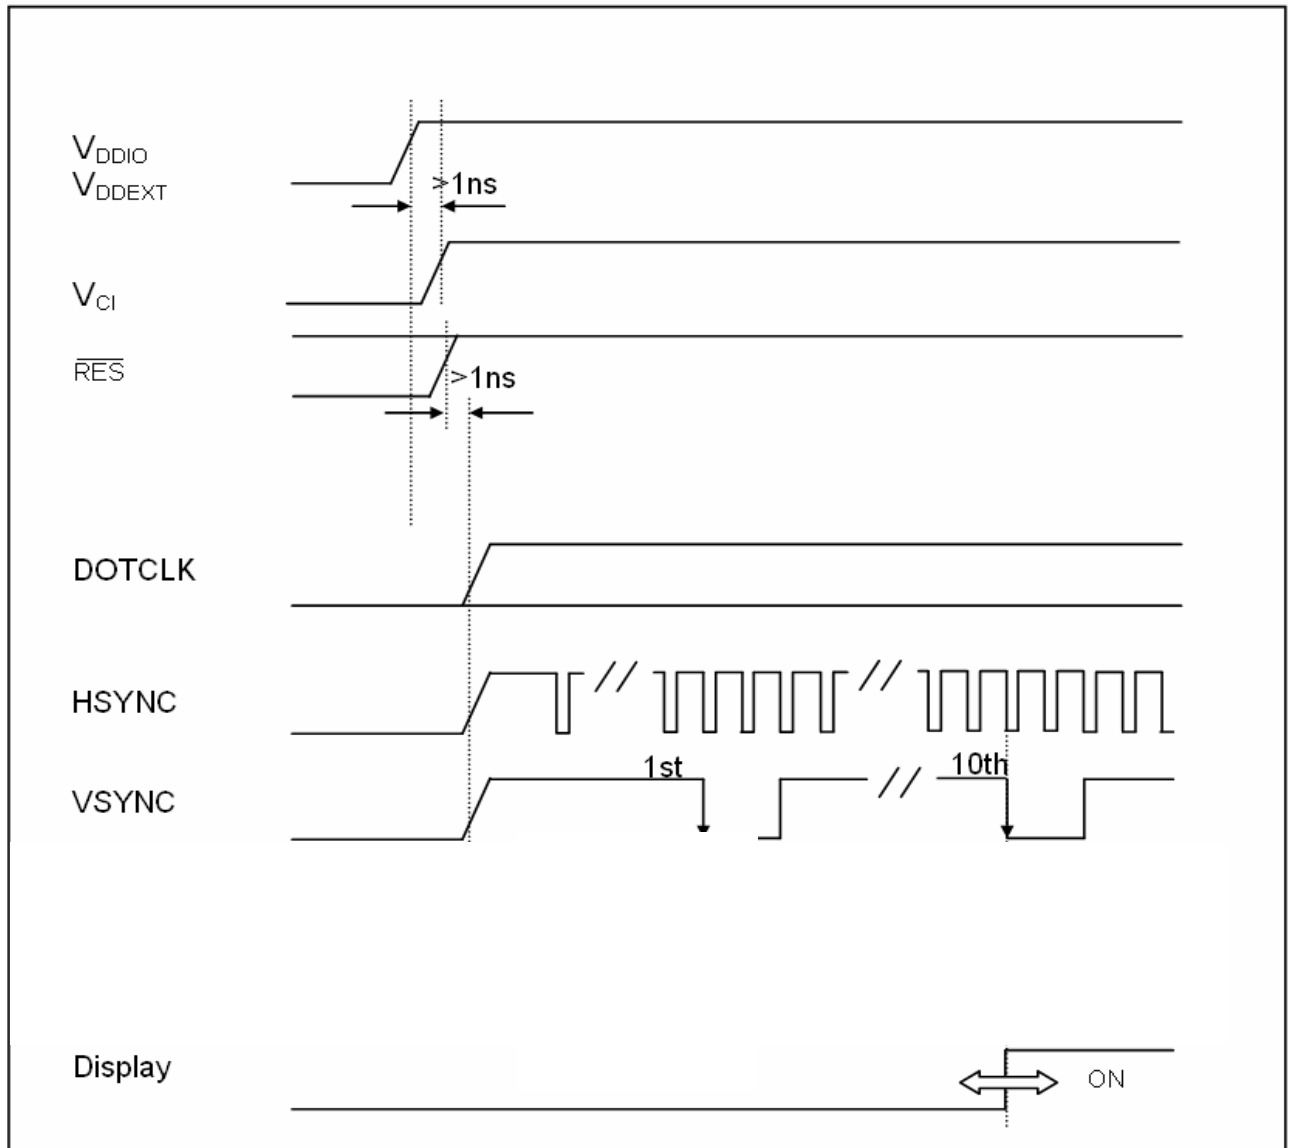 VDDIO
VDDEXT
>1ns
VCI
RES
>1ns
DOTCLK
HSYNC
VSYNC
1st
10th
Display
ON